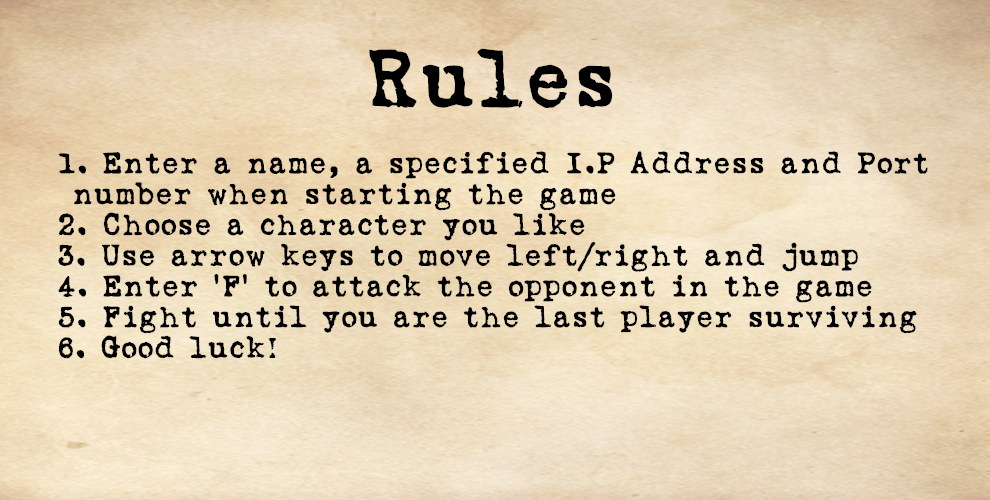 Rules
1. Enter a name, a specified I.P Address and Port
number when starting the game
2. Choose a character you like
3. Use arrow keys to move left/right and jump
4. Enter 'F' to attack the opponent in the game
5. Fight until you are the last player surviving
6. Good luck!